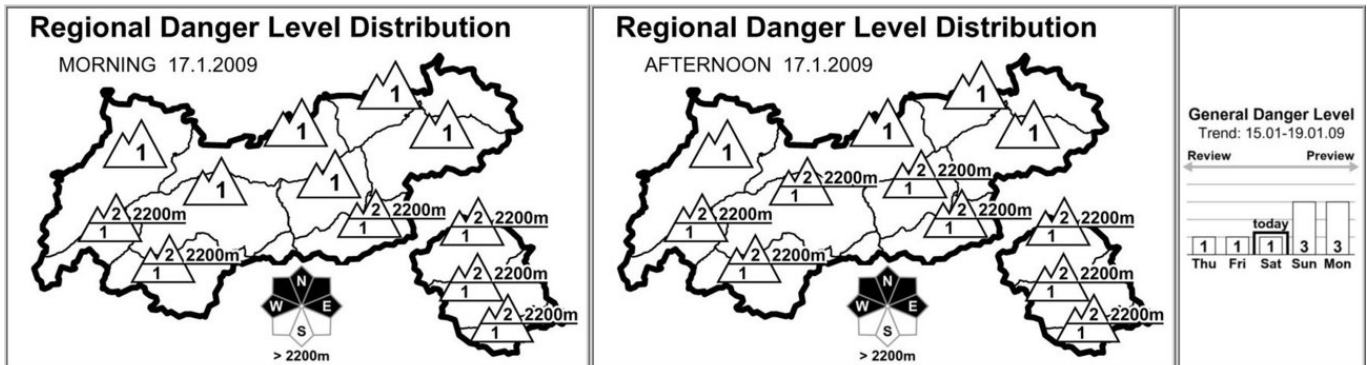 Regional Danger Level Distribution
MORNING 17.1.2009
1
1
1
1
1
1
2 2200m
1
2 2200m
1
2 2200m
1
2 2200m
1
2 2200m
1
2 2200m
1
N
W E
S
> 2200m
Regional Danger Level Distribution
AFTERNOON 17.1.2009
1
1
1
1
2 2200m
1
2 2200m
1
2 2200m
1
2 2200m
1
2 2200m
1
2 2200m
1
2 2200m
1
2 2200m
1
N
W E
S
> 2200m
General Danger Level
Trend: 15.01-19.01.09
Review Preview
today
1 1 1 3 3
Thu Fri Sat Sun Mon